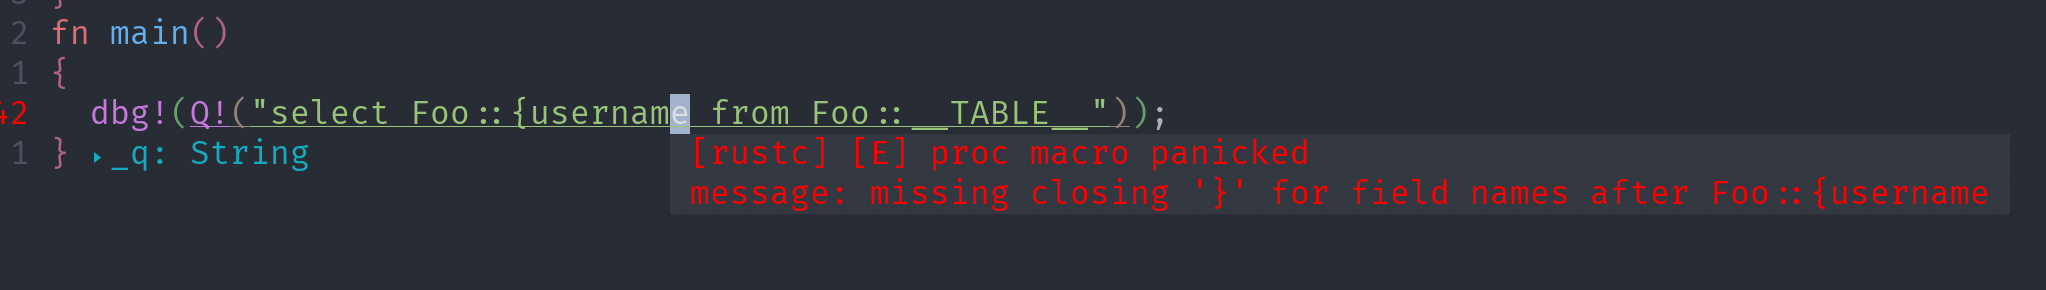 }
2 fn main()
1 {
42 dbg!(Q!("select Foo::{username from Foo::__TABLE__"));
1 } ▸_q: String
[rustc] [E] proc macro panicked
message: missing closing '}' for field names after Foo::{username